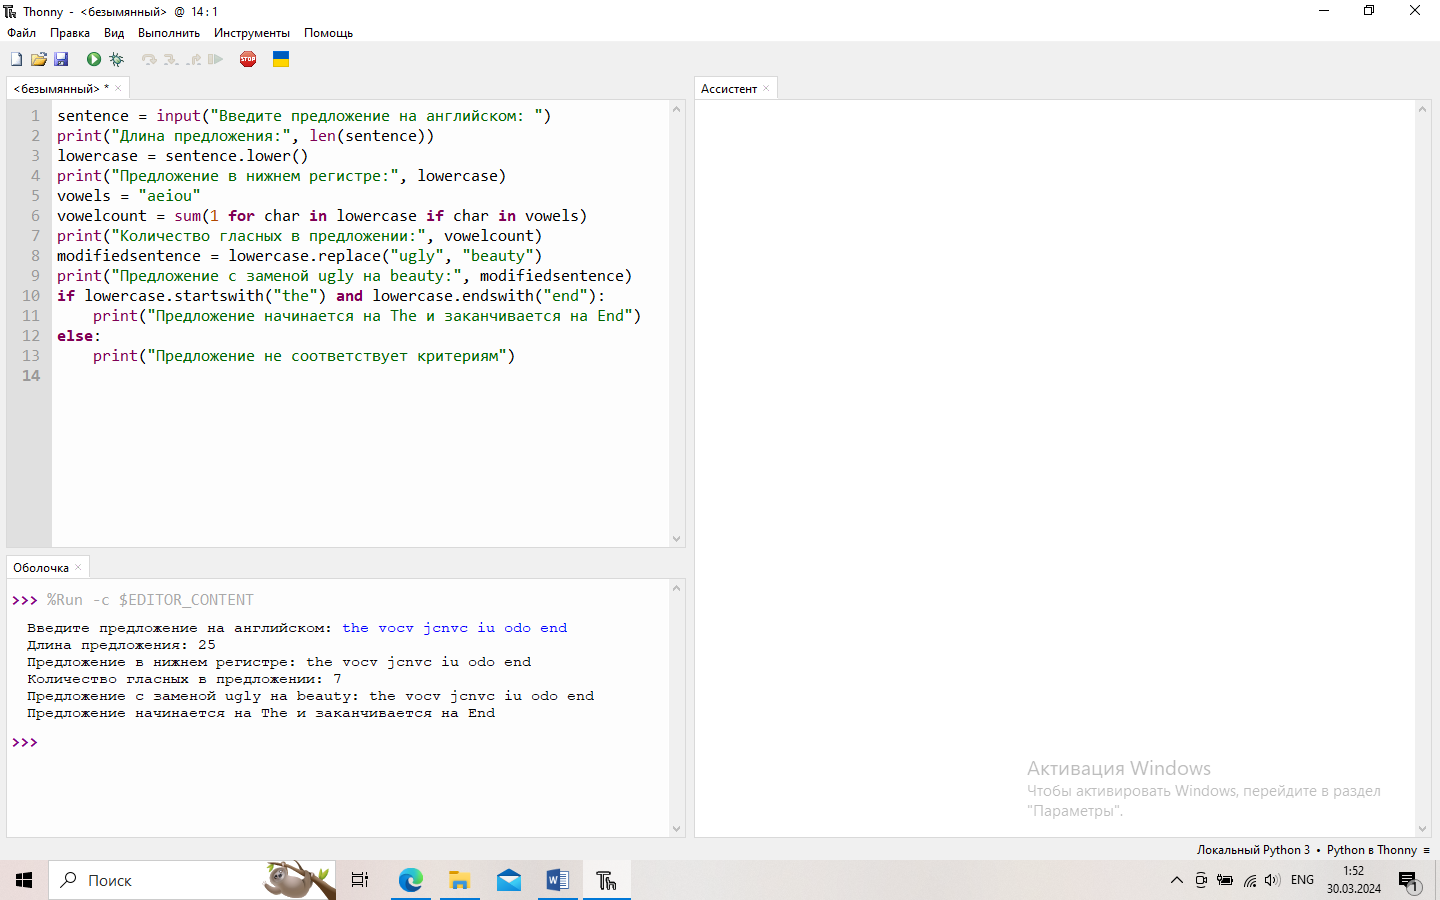 Thonny - <безымянный> @ 14:1
Файл Правка Вид Выполнить Инструменты Помощь
STOP
<безымянный> * ×
Ассистент ×
1 sentence = input("Введите предложение на английском: ")
2 print("Длина предложения:", len(sentence))
3 lowercase = sentence.lower()
4 print("Предложение в нижнем регистре:", lowercase)
5 vowels = "aeiou"
6 vowelcount = sum(1 for char in lowercase if char in vowels)
7 print("Количество гласных в предложении:", vowelcount)
8 modifiedsentence = lowercase.replace("ugly", "beauty")
9 print("Предложение с заменой ugly на beauty:", modifiedsentence)
10 if lowercase.startswith("the") and lowercase.endswith("end"):
11     print("Предложение начинается на The и заканчивается на End")
12 else:
13     print("Предложение не соответствует критериям")
14
Оболочка ×
>>> %Run -c $EDITOR_CONTENT
Введите предложение на английском: the vocv jcnvc iu odo end
Длина предложения: 25
Предложение в нижнем регистре: the vocv jcnvc iu odo end
Количество гласных в предложении: 7
Предложение с заменой ugly на beauty: the vocv jcnvc iu odo end
Предложение начинается на The и заканчивается на End
>>>
Активация Windows
Чтобы активировать Windows, перейдите в раздел
"Параметры".
Локальный Python 3 • Python в Thonny ≡
Поиск
ENG
1:52
30.03.2024
1